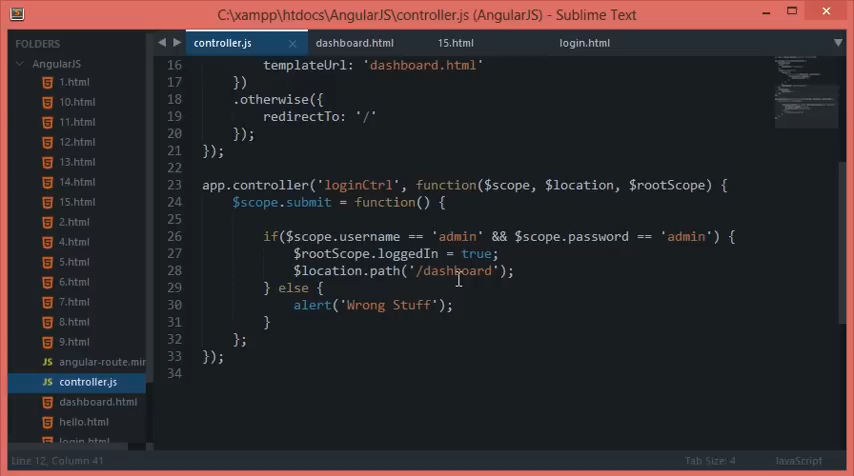 C:\xampp\htdocs\AngularJS\controller.js (AngularJS) - Sublime Text
FOLDERS
AngularJS
1.html
10.html
11.html
12.html
13.html
14.html
15.html
2.html
4.html
5.html
6.html
7.html
8.html
9.html
angular-route.min
controller.js
dashboard.html
hello.html
login.html
controller.js × dashboard.html 15.html login.html
16 templateUrl: 'dashboard.html'
17 })
18 .otherwise({
19 redirectTo: '/'
20 });
21 });
22
23 app.controller('loginCtrl', function($scope, $location, $rootScope) {
24 $scope.submit = function() {
25
26 if($scope.username == 'admin' && $scope.password == 'admin') {
27 $rootScope.loggedIn = true;
28 $location.path('/dashboard');
29 } else {
30 alert('Wrong Stuff');
31 }
32 };
33 });
34
Line 12, Column 41
Tab Size: 4
JavaScript